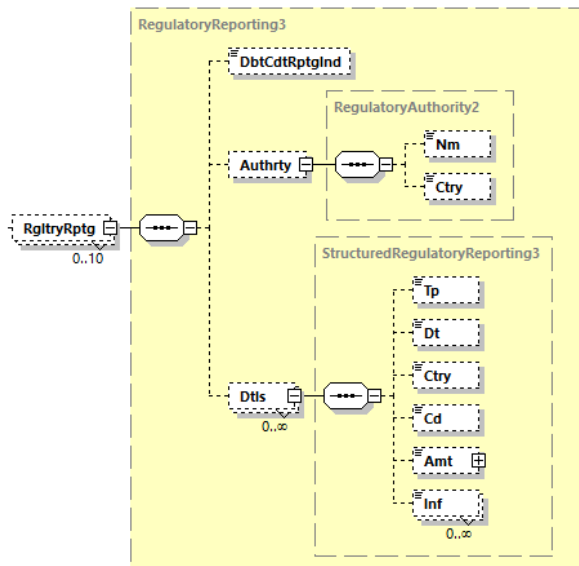 RegulatoryReporting3
DbtCdtRptgInd
RegulatoryAuthority2
Nm
Authrty
Ctry
RgltryRptg
0..10
StructuredRegulatoryReporting3
Tp
Dt
Ctry
Dtls
0..∞
Cd
Amt
Inf
0..∞